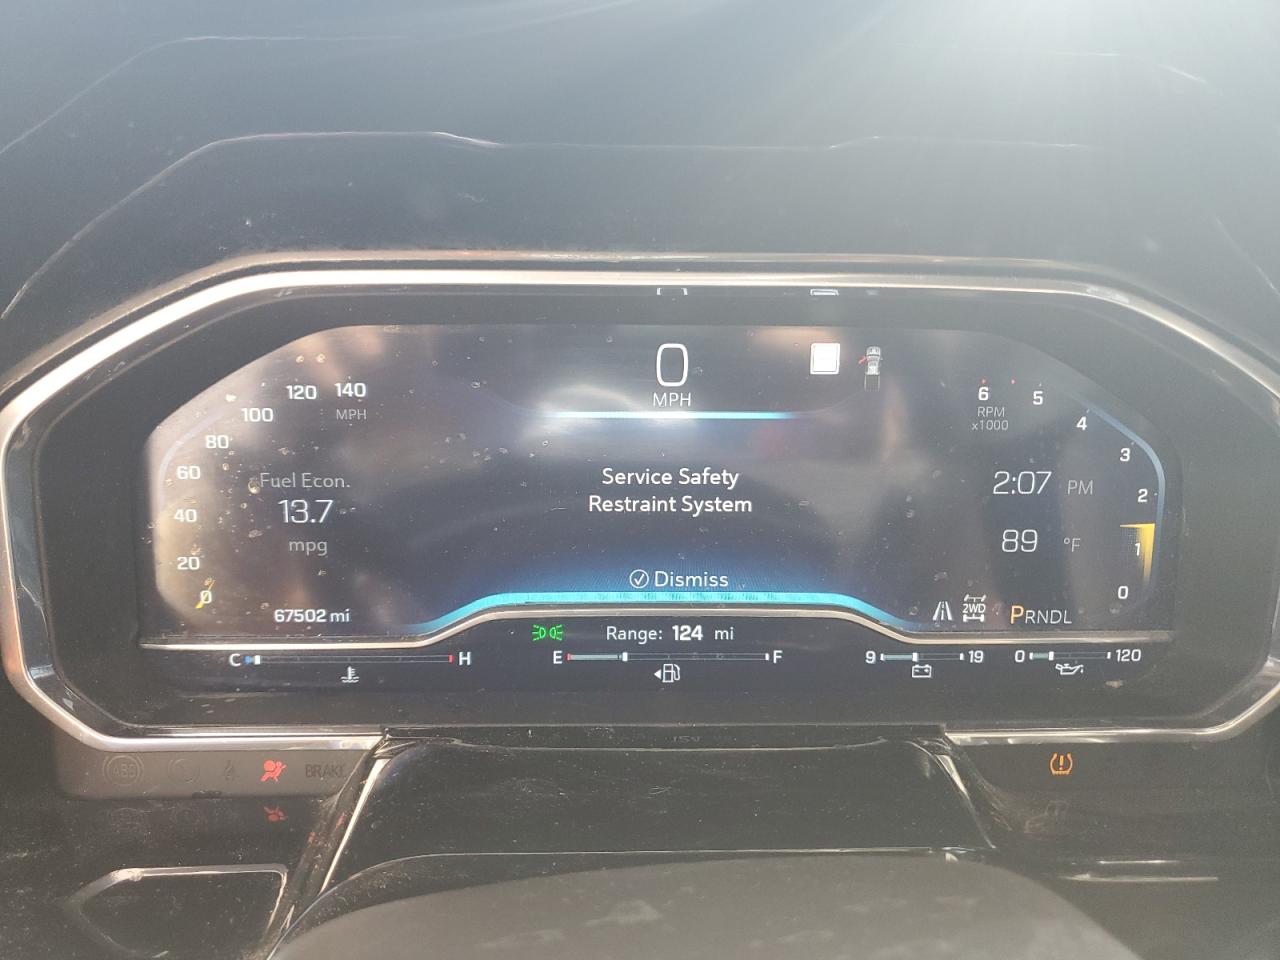 0
MPH
120 140
MPH
100
80
60
40
20
0
Fuel Econ.
13.7
mpg
67502 mi
Service Safety
Restraint System
Dismiss
6 5
RPM
x1000
4
3
2
1
0
2:07 PM
89 °F
2WD
PRNDL
Range: 124 mi
C H
E F
9 19
0 120
ABS
BRAKE